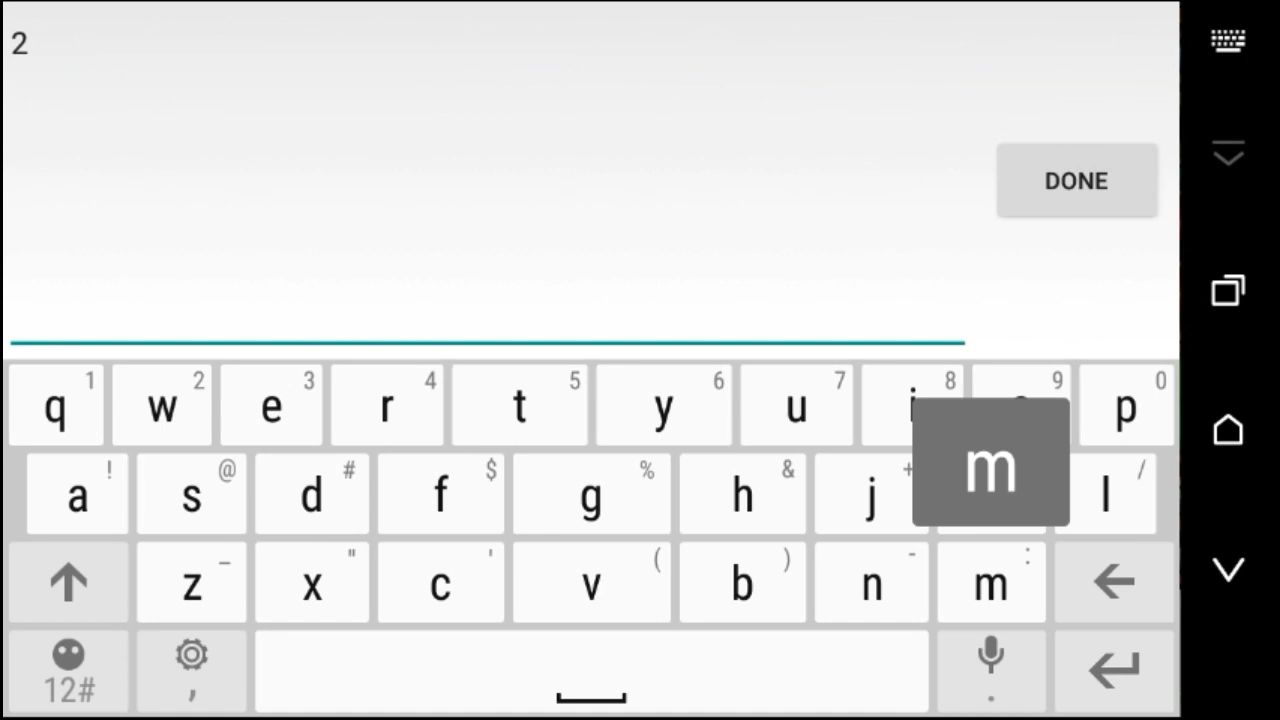 2
DONE
q 1 w 2 e 3 r 4 t 5 y 6 u 7 i 8 9 p 0
a ! s @ d # f $ g % h & j + m l /
z _ x " c ' v ( b ) n - m :
12# , .